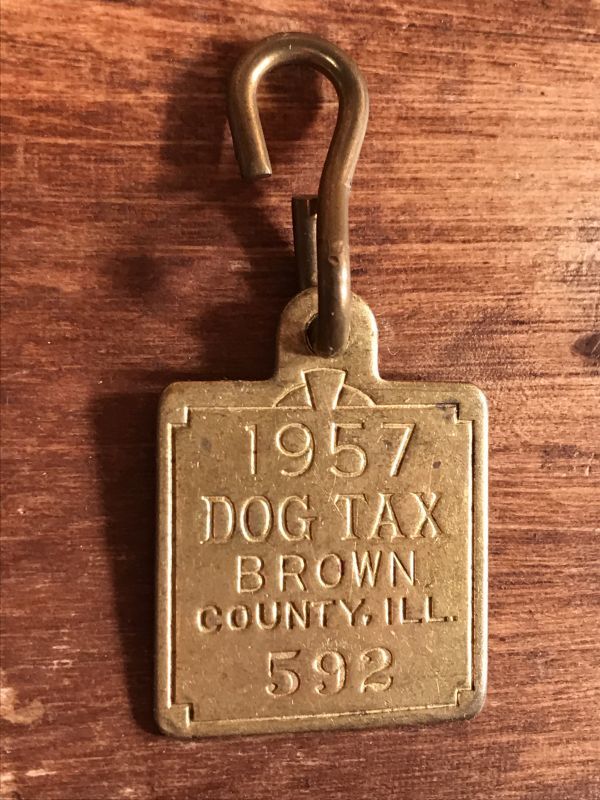 1957
DOG TAX
BROWN
COUNTY, ILL.
592